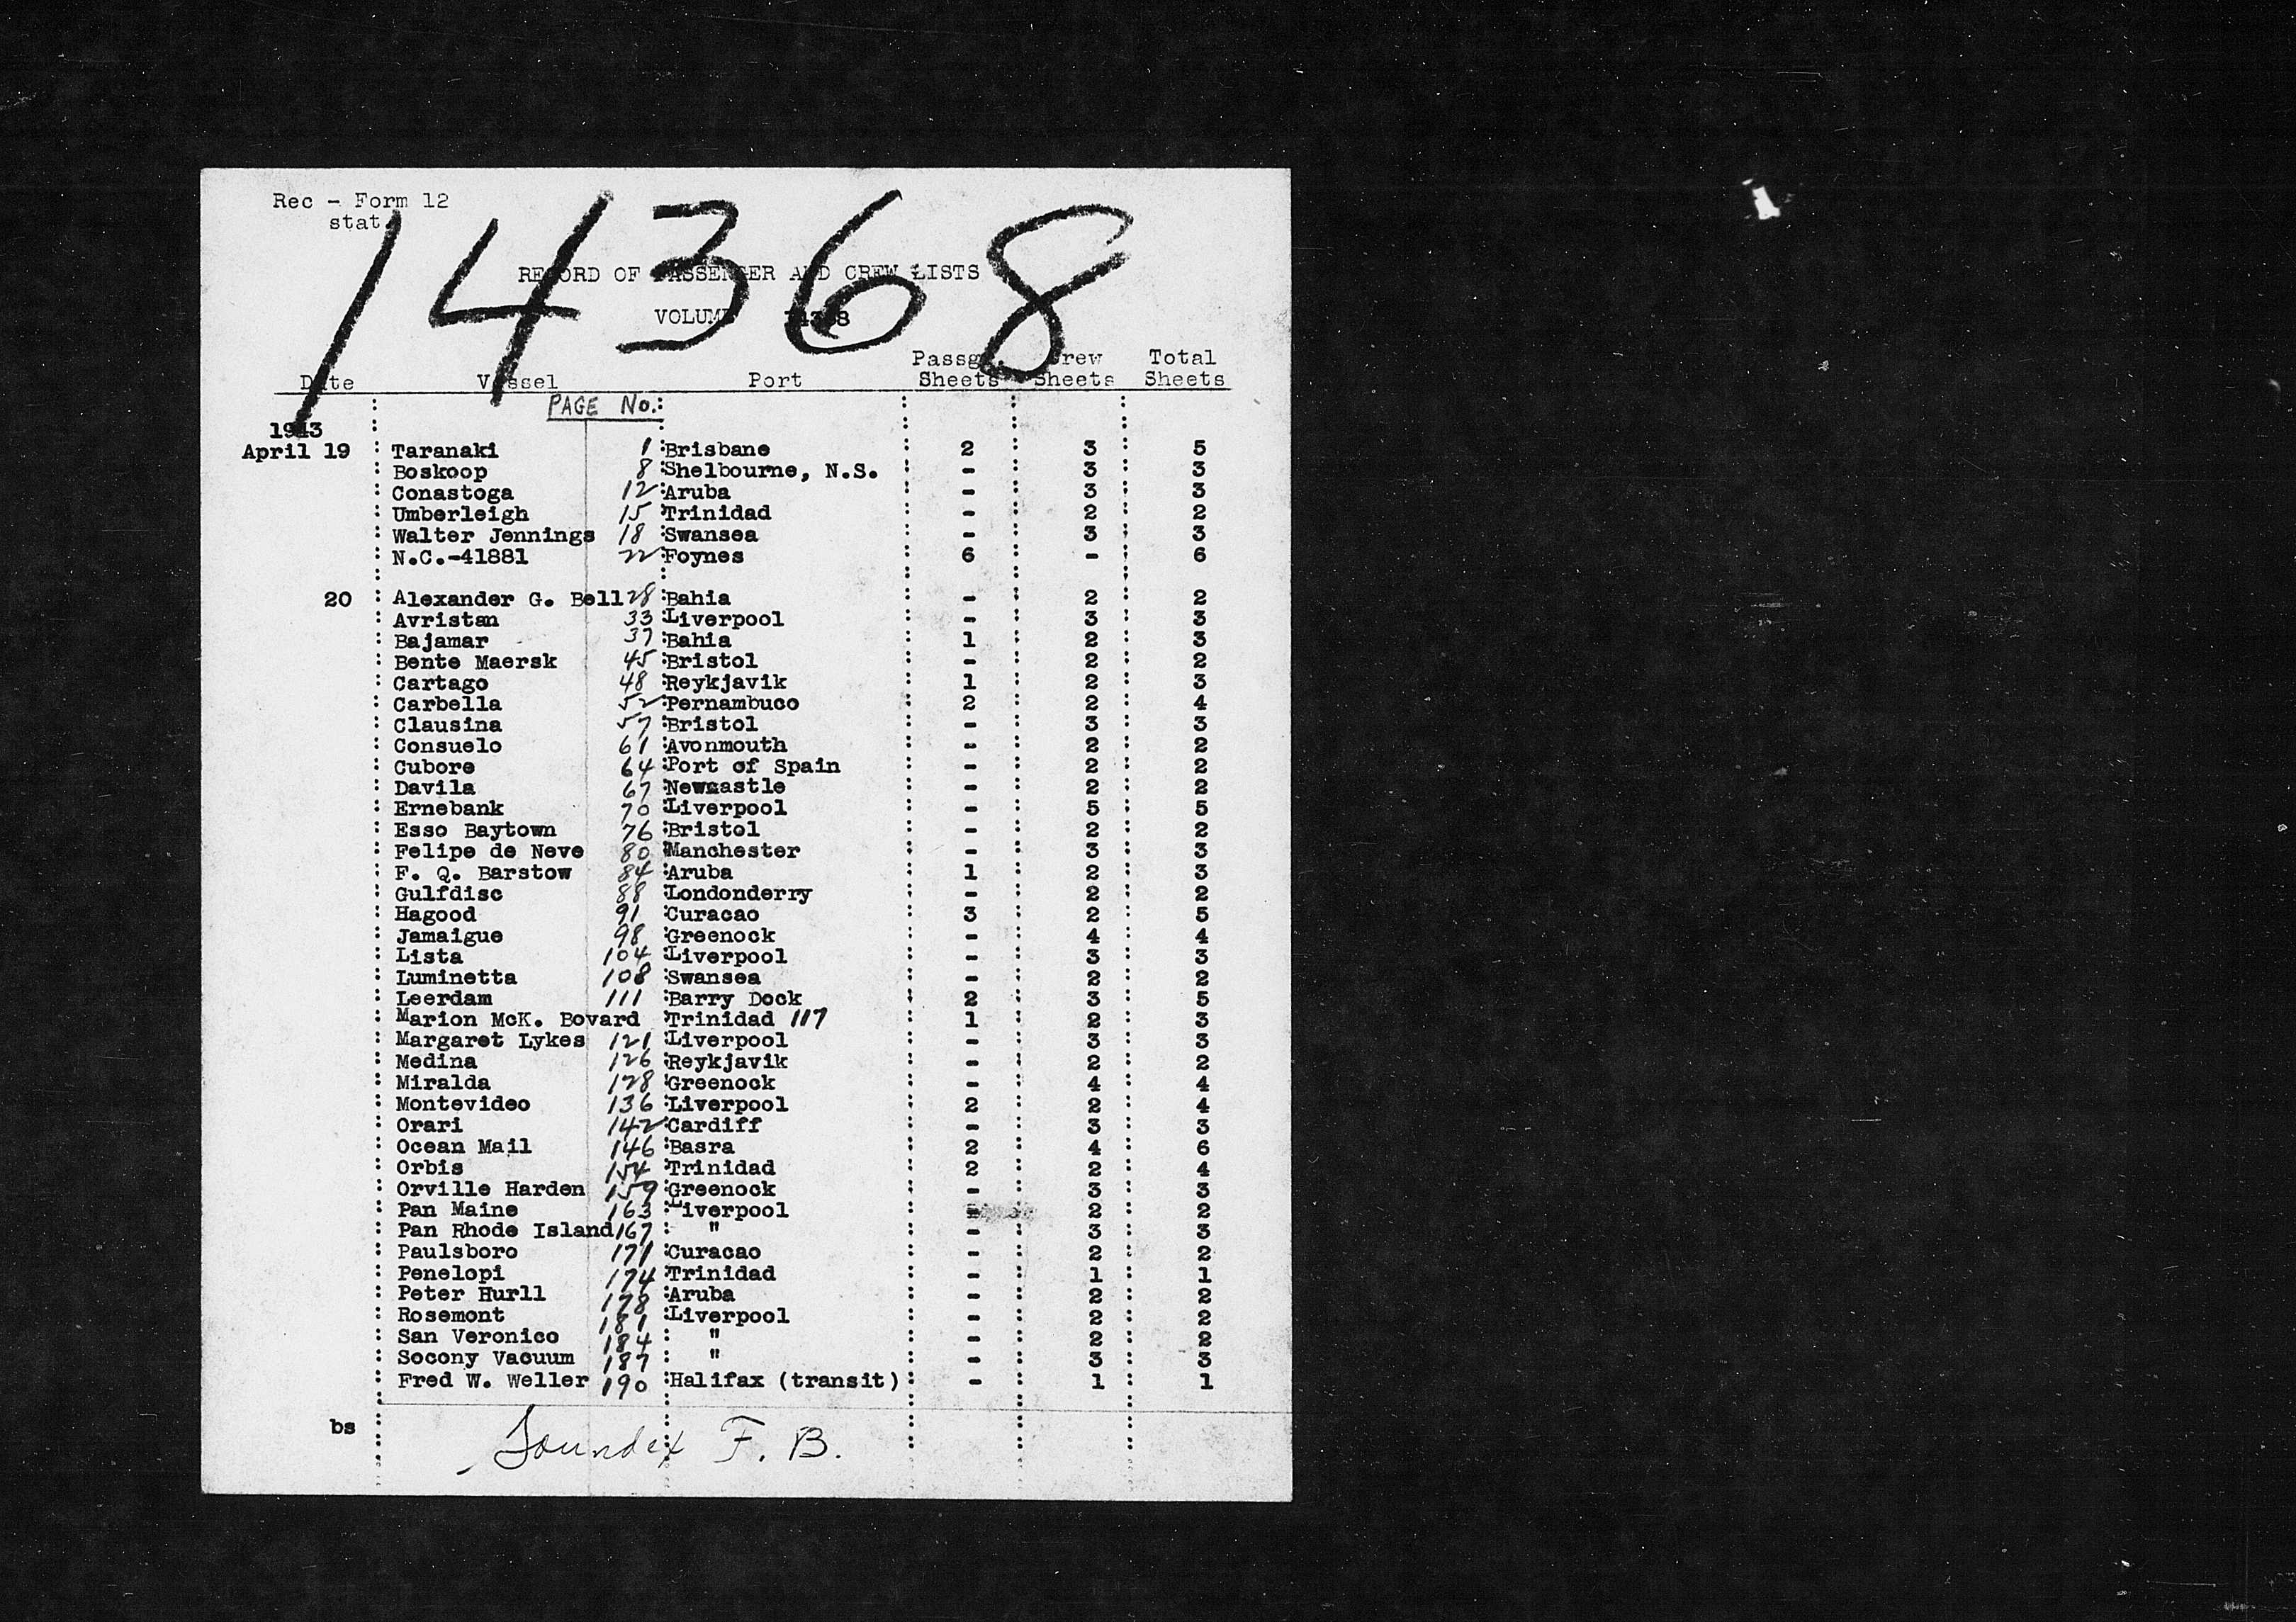 Rec - Form 12
stat.
14368
RECORD OF PASSENGER AND CREW LISTS
VOLUME 14368
Passgr Crew Total
Date Vessel Port Sheets Sheets Sheets
PAGE No.
1943
April 19 Taranaki 1 Brisbane 2 3 5
Boskoop 8 Shelbourne, N.S. - 3 3
Conastoga 12 Aruba - 3 3
Umberleigh 15 Trinidad - 2 2
Walter Jennings 18 Swansea - 3 3
N.C.-41881 22 Foynes 6 - 6
20 Alexander G. Bell 28 Bahia - 2 2
Avristan 33 Liverpool - 3 3
Bajamar 37 Bahia 1 2 3
Bente Maersk 45 Bristol - 2 2
Cartago 48 Reykjavik 1 2 3
Carbella 52 Pernambuco 2 2 4
Clausina 57 Bristol - 3 3
Consuelo 61 Avonmouth - 2 2
Cubore 64 Port of Spain - 2 2
Davila 67 Newcastle - 2 2
Ernebank 70 Liverpool - 5 5
Esso Baytown 76 Bristol - 2 2
Felipe de Neve 80 Manchester - 3 3
F. Q. Barstow 84 Aruba 1 2 3
Gulfdisc 88 Londonderry - 2 2
Hagood 91 Curacao 3 2 5
Jamaigue 98 Greenock - 4 4
Lista 104 Liverpool - 3 3
Luminetta 108 Swansea - 2 2
Leerdam 111 Barry Dock 2 3 5
Marion McK. Bovard Trinidad 117 1 2 3
Margaret Lykes 121 Liverpool - 3 3
Medina 126 Reykjavik - 2 2
Miralda 128 Greenock - 4 4
Montevideo 136 Liverpool 2 2 4
Orari 142 Cardiff - 3 3
Ocean Mail 146 Basra 2 4 6
Orbis 154 Trinidad 2 2 4
Orville Harden 159 Greenock - 3 3
Pan Maine 163 Liverpool - 2 2
Pan Rhode Island 167 " - 3 3
Paulsboro 171 Curacao - 2 2
Penelopi 174 Trinidad - 1 1
Peter Hurll 178 Aruba - 2 2
Rosemont 181 Liverpool - 2 2
San Veronico 184 " - 2 2
Socony Vacuum 187 " - 3 3
Fred W. Weller 190 Halifax (transit) - 1 1
bs
Soundex F. B.